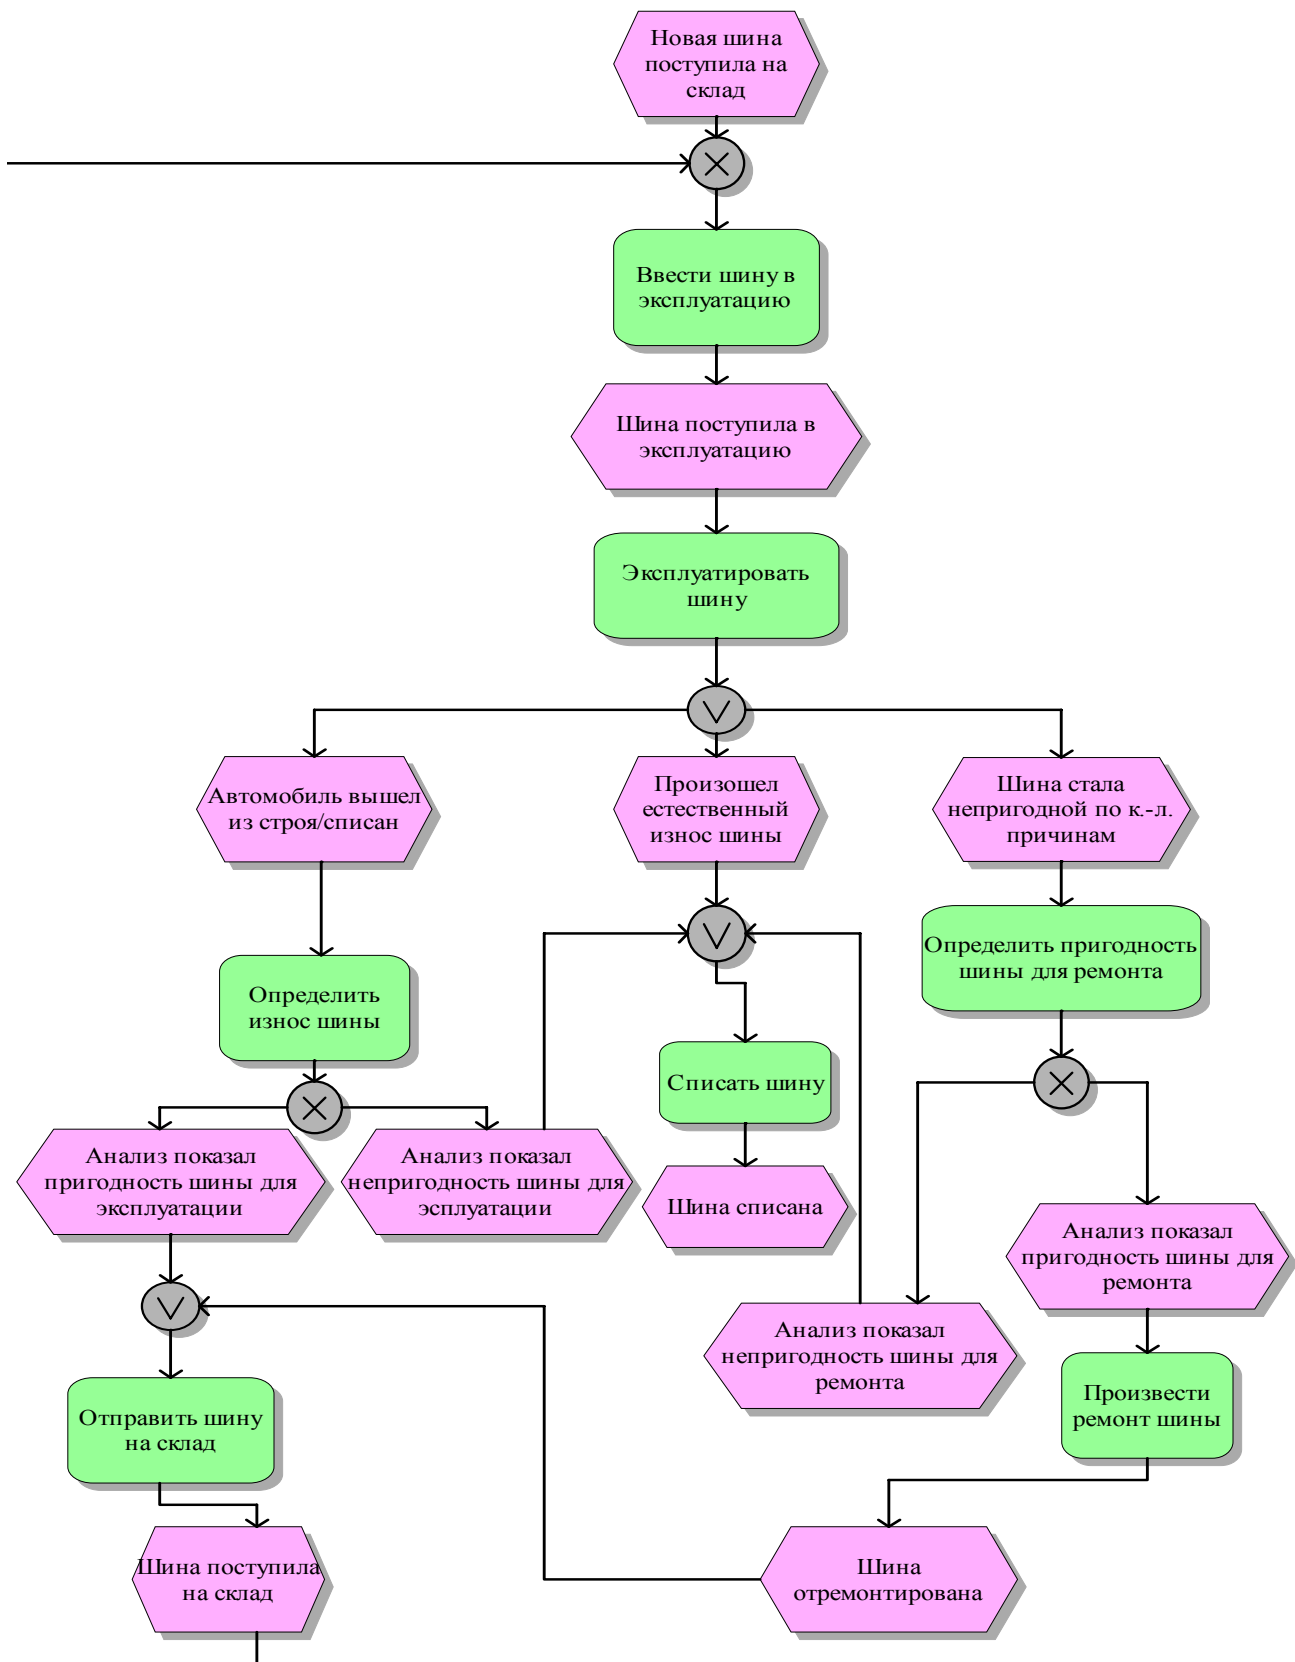 Новая шина
поступила на
склад
Ввести шину в
эксплуатацию
Шина поступила в
эксплуатацию
Эксплуатировать
шину
Автомобиль вышел
из строя/списан
Произошел
естественный
износ шины
Шина стала
непригодной по к.-л.
причинам
Определить
износ шины
Определить пригодность
шины для ремонта
Списать шину
Анализ показал
пригодность шины для
эксплуатации
Анализ показал
непригодность шины для
эсплуатации
Шина списана
Анализ показал
пригодность шины для
ремонта
Анализ показал
непригодность шины для
ремонта
Произвести
ремонт шины
Отправить шину
на склад
Шина поступила
на склад
Шина
отремонтирована